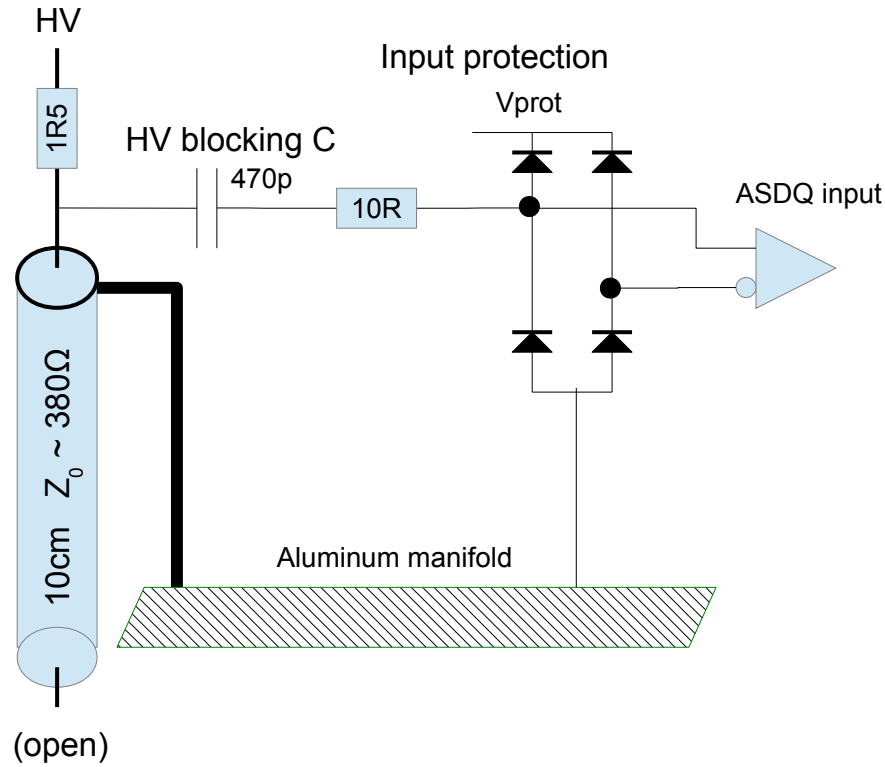 HV
Input protection
Vprot
1R5
HV blocking C
470p
10R
ASDQ input
10cm Z₀ ~ 380Ω
Aluminum manifold
(open)